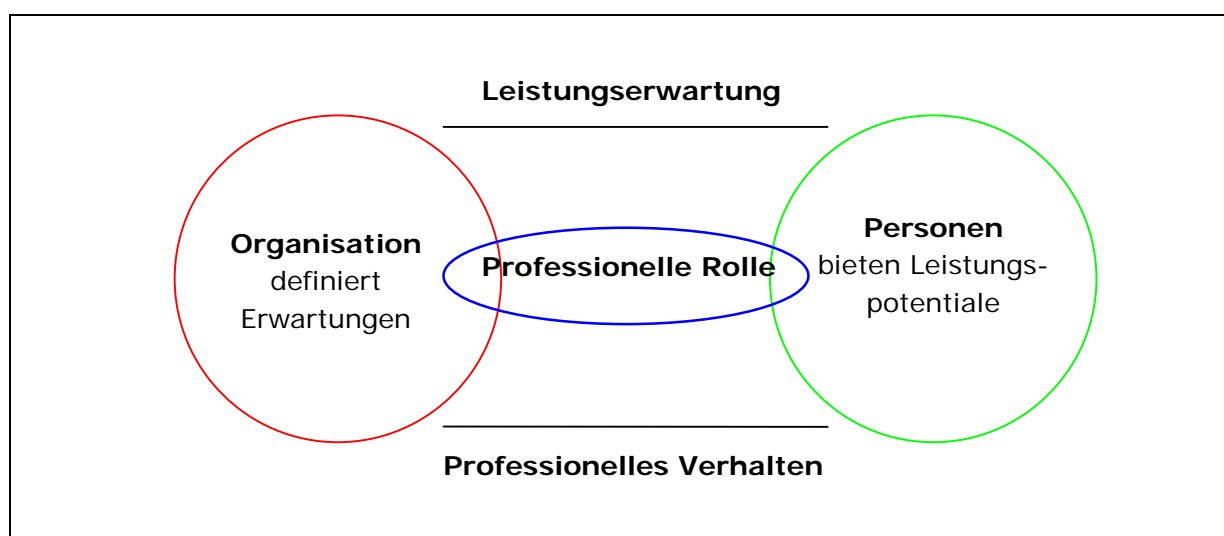 Leistungserwartung
Organisation
definiert
Erwartungen
Professionelle Rolle
Personen
bieten Leistungs-
potentiale
Professionelles Verhalten